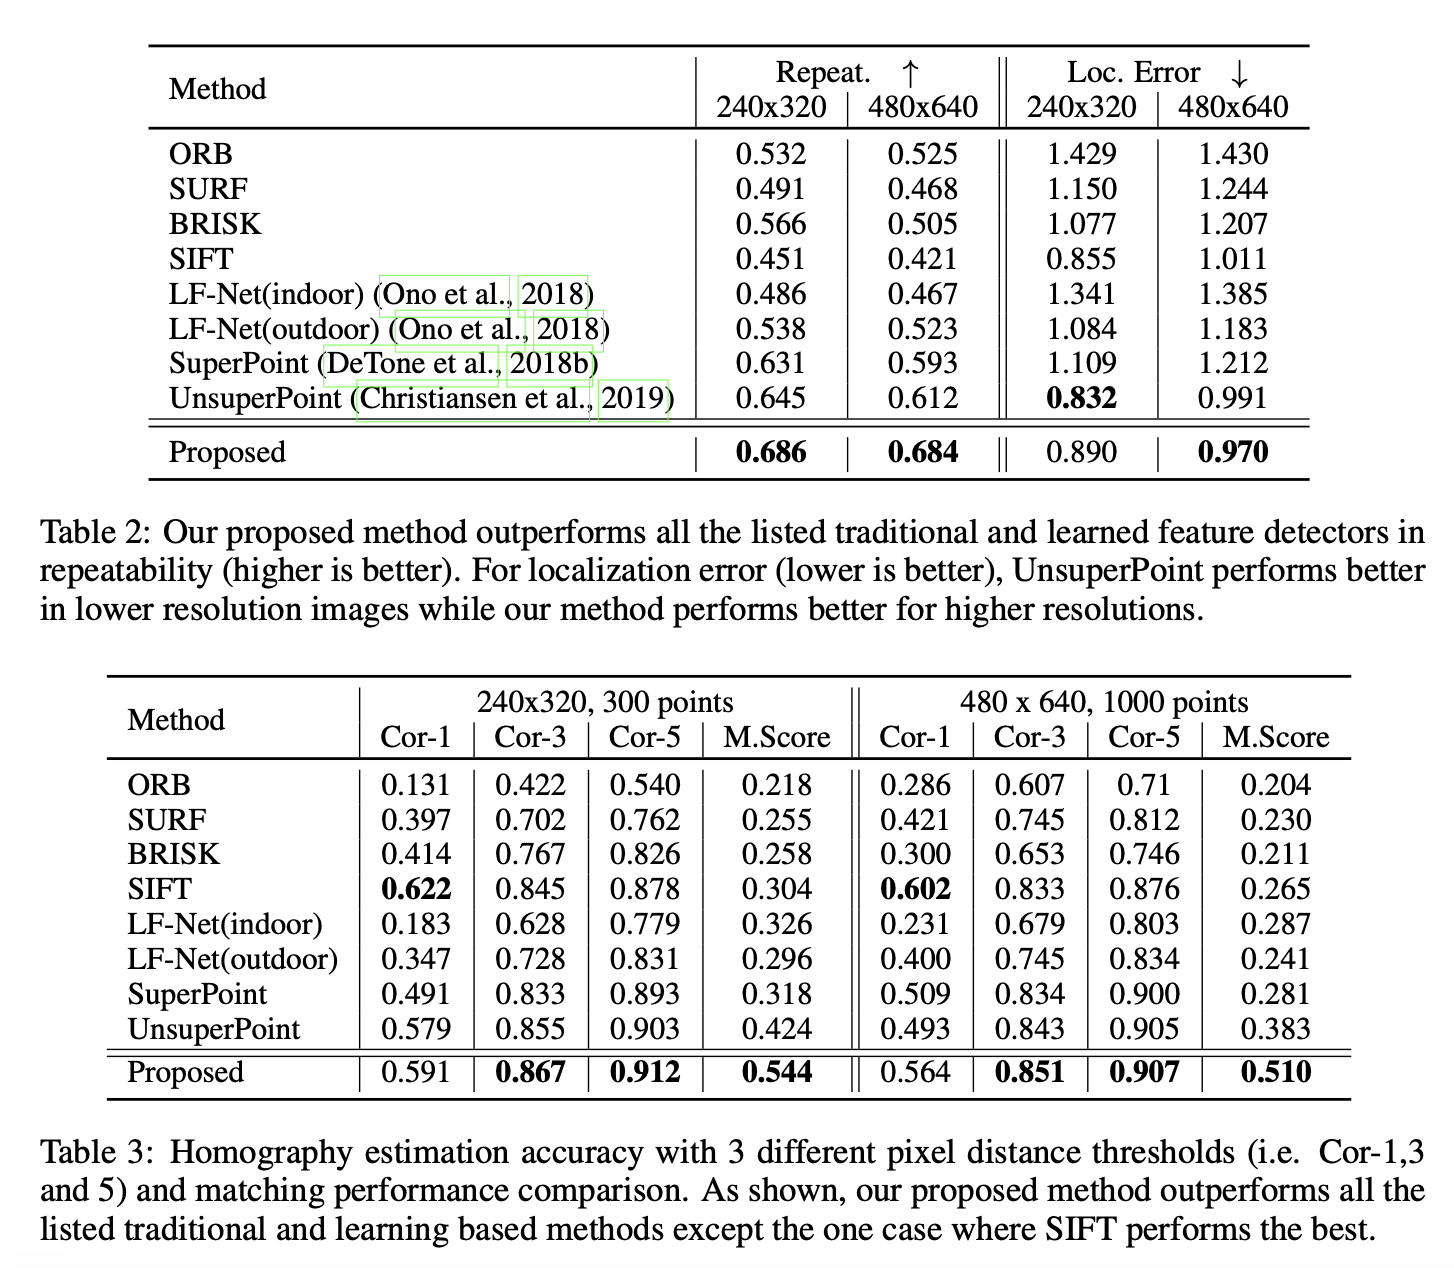 Method Repeat. ↑ Loc. Error ↓
240x320 480x640 240x320 480x640
ORB 0.532 0.525 1.429 1.430
SURF 0.491 0.468 1.150 1.244
BRISK 0.566 0.505 1.077 1.207
SIFT 0.451 0.421 0.855 1.011
LF-Net(indoor) (Ono et al., 2018) 0.486 0.467 1.341 1.385
LF-Net(outdoor) (Ono et al., 2018) 0.538 0.523 1.084 1.183
SuperPoint (DeTone et al., 2018b) 0.631 0.593 1.109 1.212
UnsuperPoint (Christiansen et al., 2019) 0.645 0.612 0.832 0.991
Proposed 0.686 0.684 0.890 0.970
Table 2: Our proposed method outperforms all the listed traditional and learned feature detectors in
repeatability (higher is better). For localization error (lower is better), UnsuperPoint performs better
in lower resolution images while our method performs better for higher resolutions.
Method 240x320, 300 points 480 x 640, 1000 points
Cor-1 Cor-3 Cor-5 M.Score Cor-1 Cor-3 Cor-5 M.Score
ORB 0.131 0.422 0.540 0.218 0.286 0.607 0.71 0.204
SURF 0.397 0.702 0.762 0.255 0.421 0.745 0.812 0.230
BRISK 0.414 0.767 0.826 0.258 0.300 0.653 0.746 0.211
SIFT 0.622 0.845 0.878 0.304 0.602 0.833 0.876 0.265
LF-Net(indoor) 0.183 0.628 0.779 0.326 0.231 0.679 0.803 0.287
LF-Net(outdoor) 0.347 0.728 0.831 0.296 0.400 0.745 0.834 0.241
SuperPoint 0.491 0.833 0.893 0.318 0.509 0.834 0.900 0.281
UnsuperPoint 0.579 0.855 0.903 0.424 0.493 0.843 0.905 0.383
Proposed 0.591 0.867 0.912 0.544 0.564 0.851 0.907 0.510
Table 3: Homography estimation accuracy with 3 different pixel distance thresholds (i.e. Cor-1,3
and 5) and matching performance comparison. As shown, our proposed method outperforms all the
listed traditional and learning based methods except the one case where SIFT performs the best.